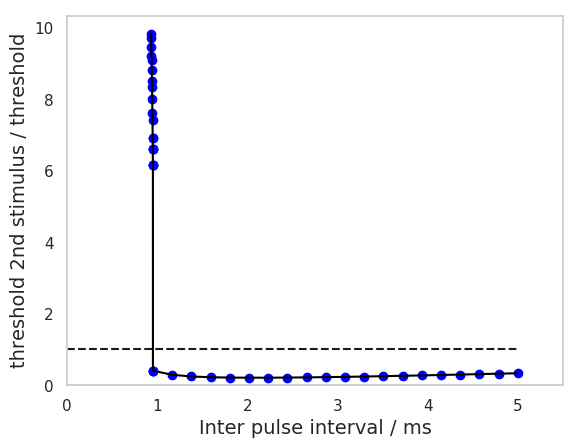 threshold 2nd stimulus / threshold
10
8
6
4
2
0
0 1 2 3 4 5
Inter pulse interval / ms